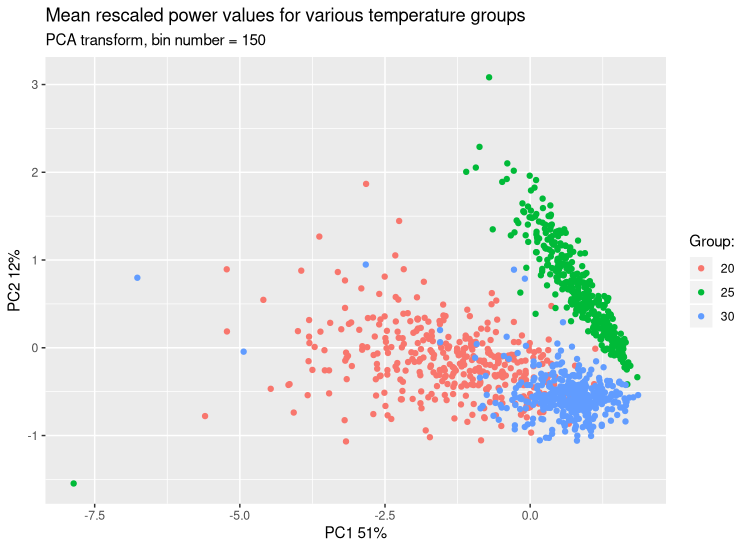 Mean rescaled power values for various temperature groups
PCA transform, bin number = 150
3
2
1
0
-1
PC2 12%
-7.5 -5.0 -2.5 0.0
PC1 51%
Group:
20
25
30